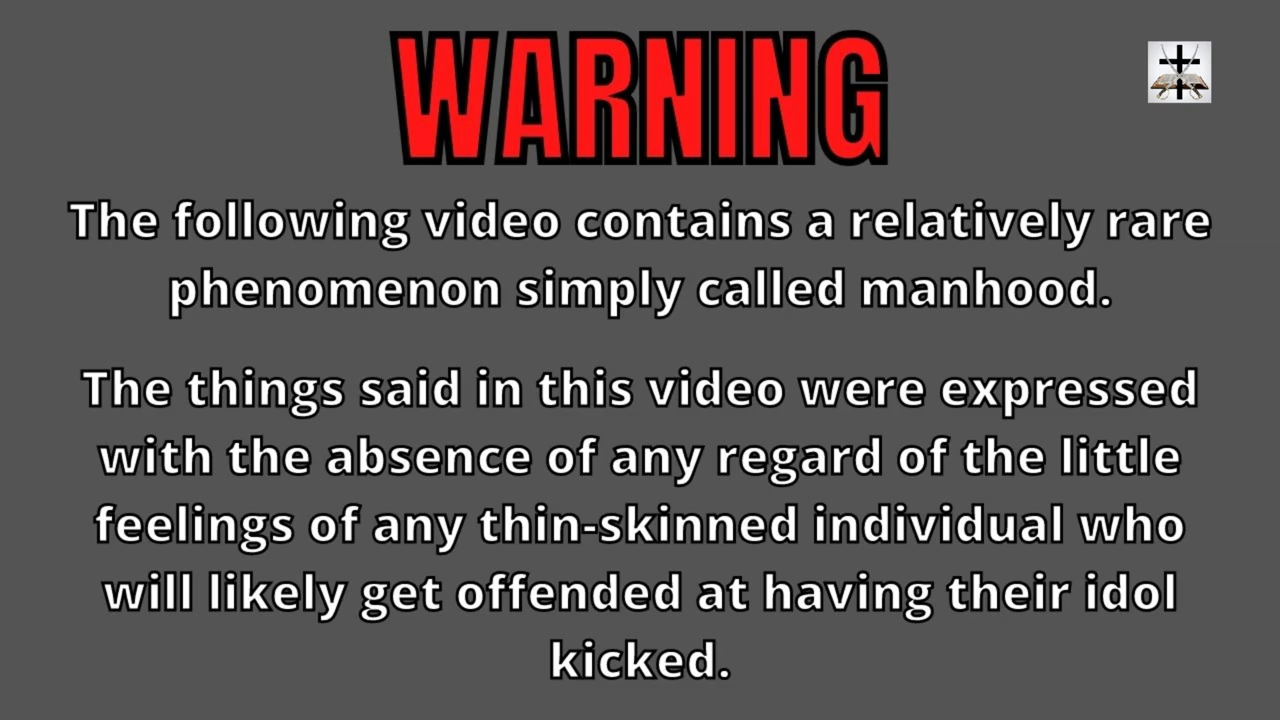 WARNING
The following video contains a relatively rare
phenomenon simply called manhood.
The things said in this video were expressed
with the absence of any regard of the little
feelings of any thin-skinned individual who
will likely get offended at having their idol
kicked.